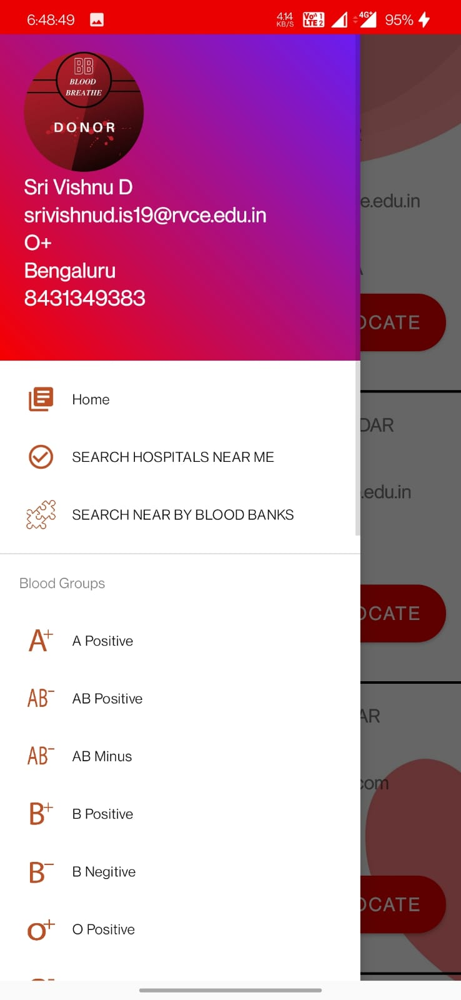 6:48:49 4.14 KB/S Vo)) 1 LTE 2 4G+ 95%
BB
BLOOD
BREATHE
DONOR
Sri Vishnu D
srivishnud.is19@rvce.edu.in
O+
Bengaluru
8431349383
e.edu.in
OCATE
Home
DAR
SEARCH HOSPITALS NEAR ME
.edu.in
SEARCH NEAR BY BLOOD BANKS
Blood Groups
OCATE
A+ A Positive
AB- AB Positive
AR
AB- AB Minus
com
B+ B Positive
B- B Negitive
OCATE
O+ O Positive